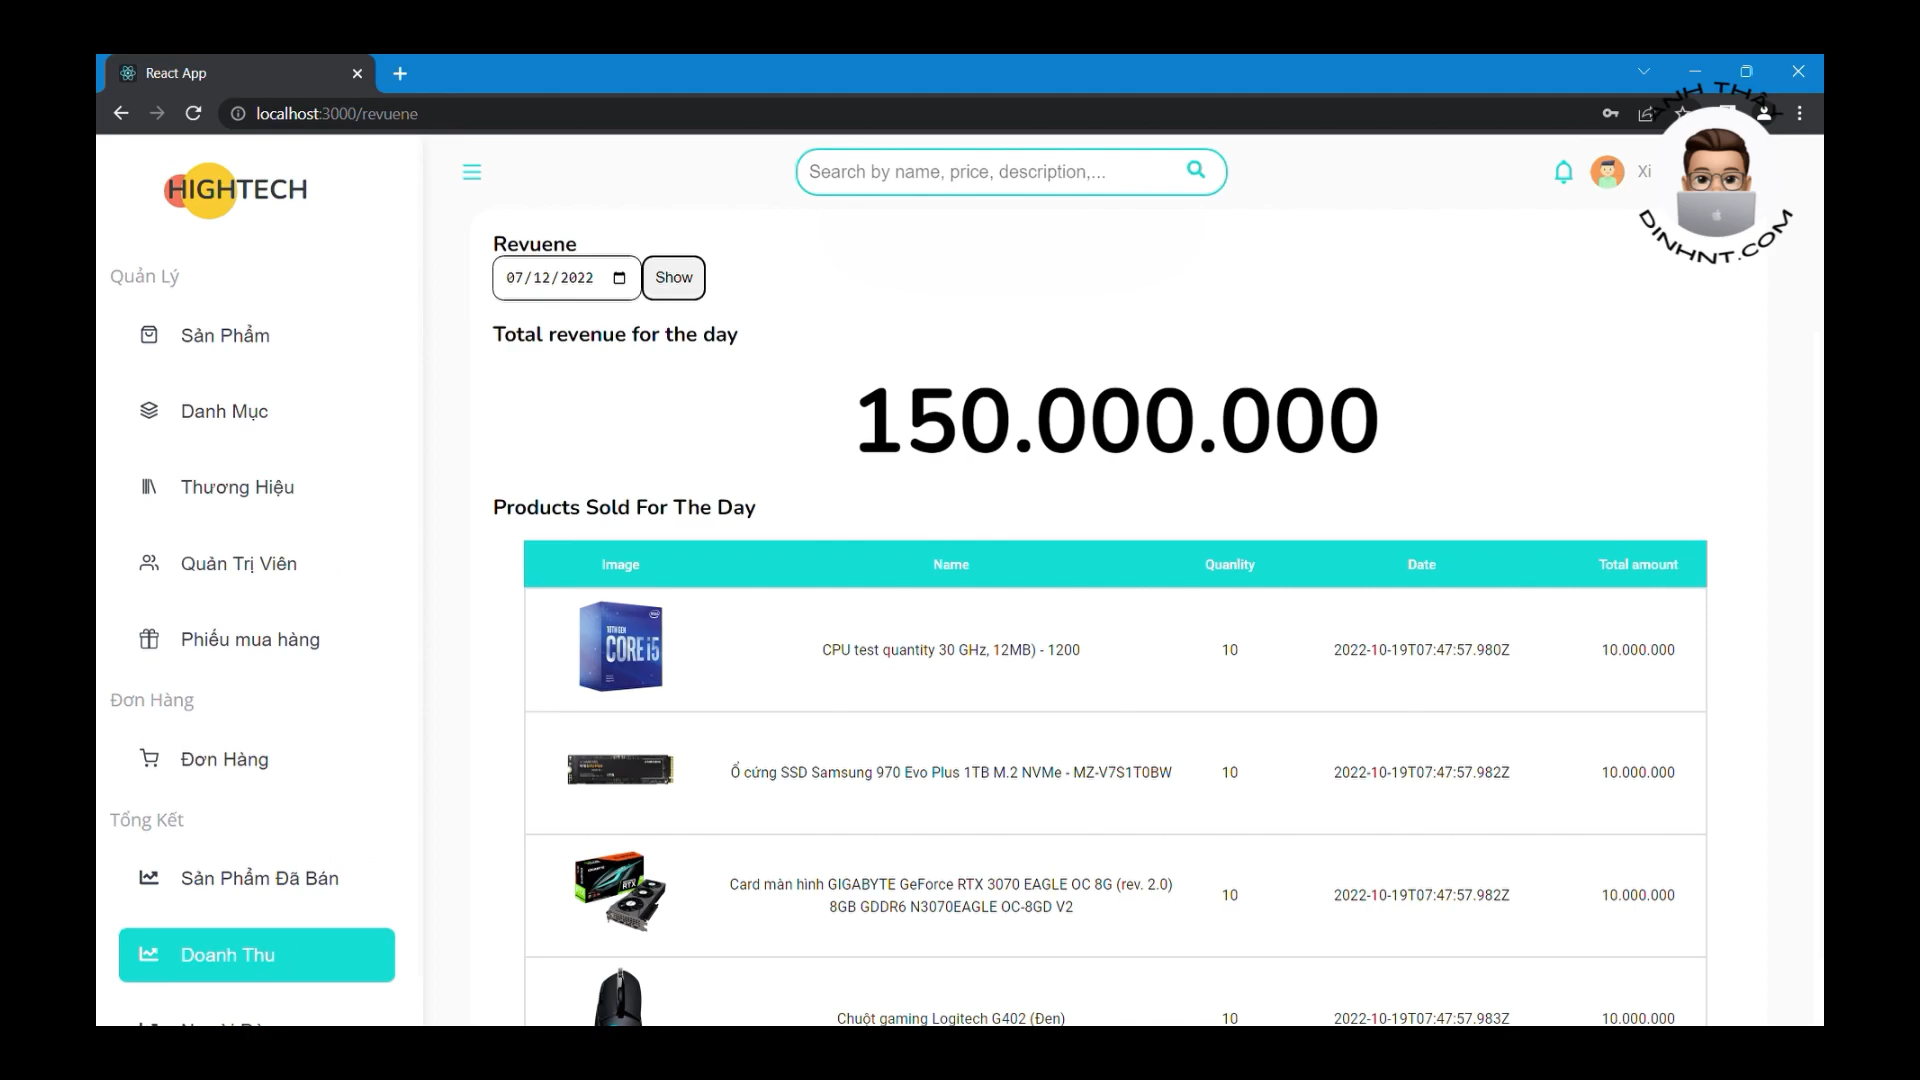 React App
localhost:3000/revuene
ANH THẦY
DINHNT.COM
HIGHTECH
Search by name, price, description,...
Xi
Quản Lý
Sản Phẩm
Danh Mục
Thương Hiệu
Quản Trị Viên
Phiếu mua hàng
Đơn Hàng
Đơn Hàng
Tổng Kết
Sản Phẩm Đã Bán
Doanh Thu
Revuene
07/12/2022
Show
Total revenue for the day
150.000.000
Products Sold For The Day
Image Name Quanlity Date Total amount
10TH GEN
CORE i5
CPU test quantity 30 GHz, 12MB) - 1200 10 2022-10-19T07:47:57.980Z 10.000.000
Ổ cứng SSD Samsung 970 Evo Plus 1TB M.2 NVMe - MZ-V7S1T0BW 10 2022-10-19T07:47:57.982Z 10.000.000
Card màn hình GIGABYTE GeForce RTX 3070 EAGLE OC 8G (rev. 2.0)
8GB GDDR6 N3070EAGLE OC-8GD V2 10 2022-10-19T07:47:57.982Z 10.000.000
Chuột gaming Logitech G402 (Đen) 10 2022-10-19T07:47:57.983Z 10.000.000